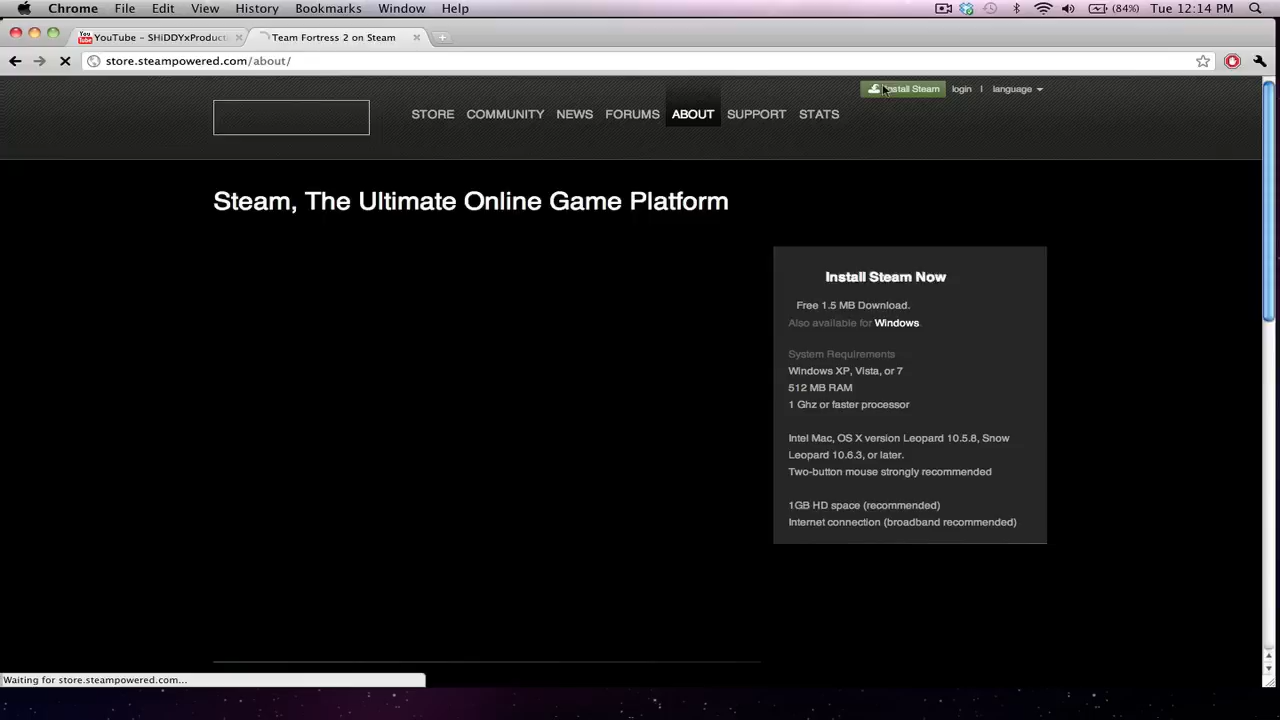 Chrome File Edit View History Bookmarks Window Help (84%) Tue 12:14 PM
YouTube - SHiDDYxProducti Team Fortress 2 on Steam
store.steampowered.com/about/
Install Steam login | language
STORE COMMUNITY NEWS FORUMS ABOUT SUPPORT STATS
Steam, The Ultimate Online Game Platform
Install Steam Now
Free 1.5 MB Download.
Also available for Windows
System Requirements
Windows XP, Vista, or 7
512 MB RAM
1 Ghz or faster processor
Intel Mac, OS X version Leopard 10.5.8, Snow
Leopard 10.6.3, or later.
Two-button mouse strongly recommended
1GB HD space (recommended)
Internet connection (broadband recommended)
Waiting for store.steampowered.com...